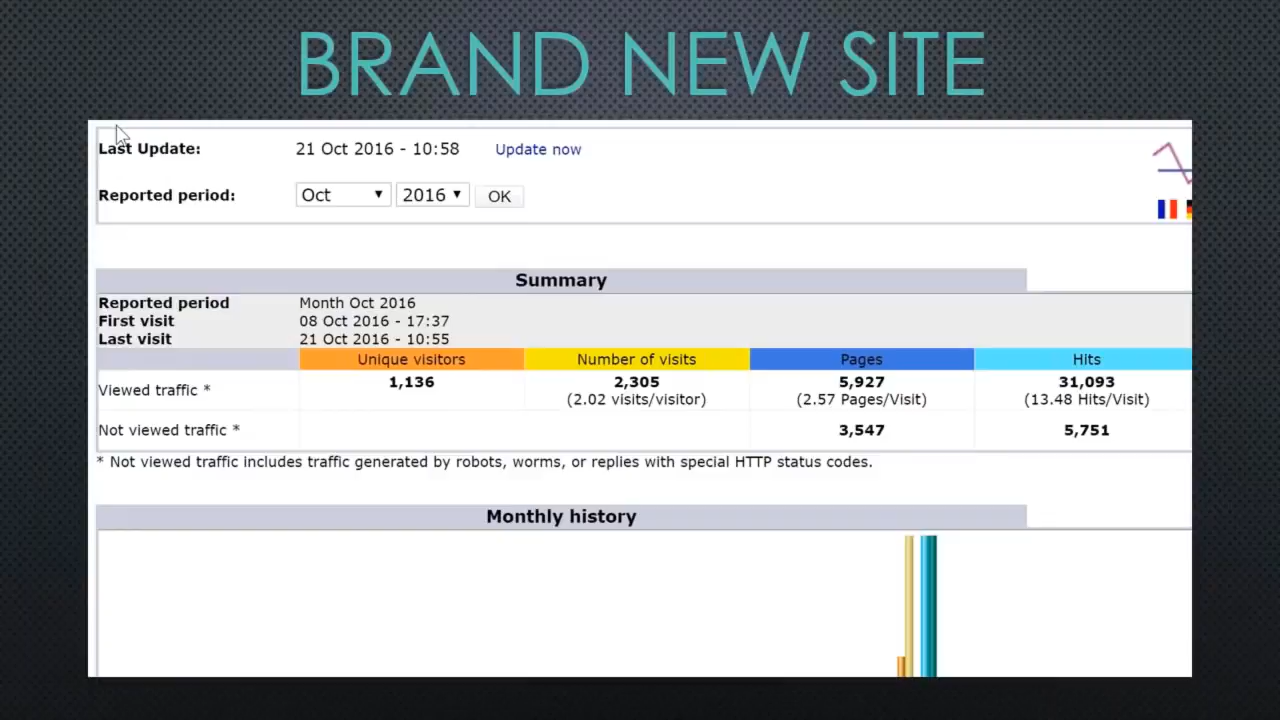 BRAND NEW SITE
Last Update: 21 Oct 2016 - 10:58 Update now
Reported period: Oct 2016 OK
Summary
Reported period Month Oct 2016
First visit 08 Oct 2016 - 17:37
Last visit 21 Oct 2016 - 10:55
Unique visitors Number of visits Pages Hits
Viewed traffic * 1,136 2,305 5,927 31,093
(2.02 visits/visitor) (2.57 Pages/Visit) (13.48 Hits/Visit)
Not viewed traffic * 3,547 5,751
* Not viewed traffic includes traffic generated by robots, worms, or replies with special HTTP status codes.
Monthly history